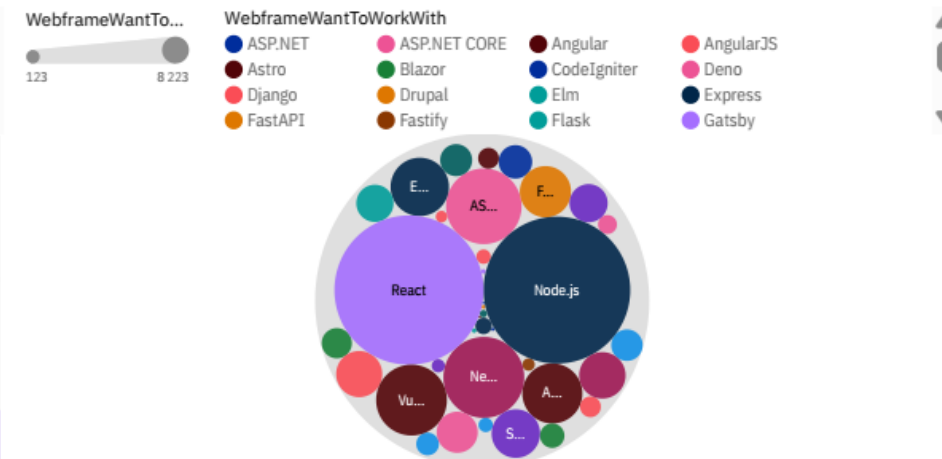 WebframeWantTo...
123
8 223
WebframeWantToWorkWith
ASP.NET
ASP.NET CORE
Angular
AngularJS
Astro
Blazor
CodeIgniter
Deno
Django
Drupal
Elm
Express
FastAPI
Fastify
Flask
Gatsby
E...
AS...
F...
React
Node.js
Ne...
Vu...
A...
S...